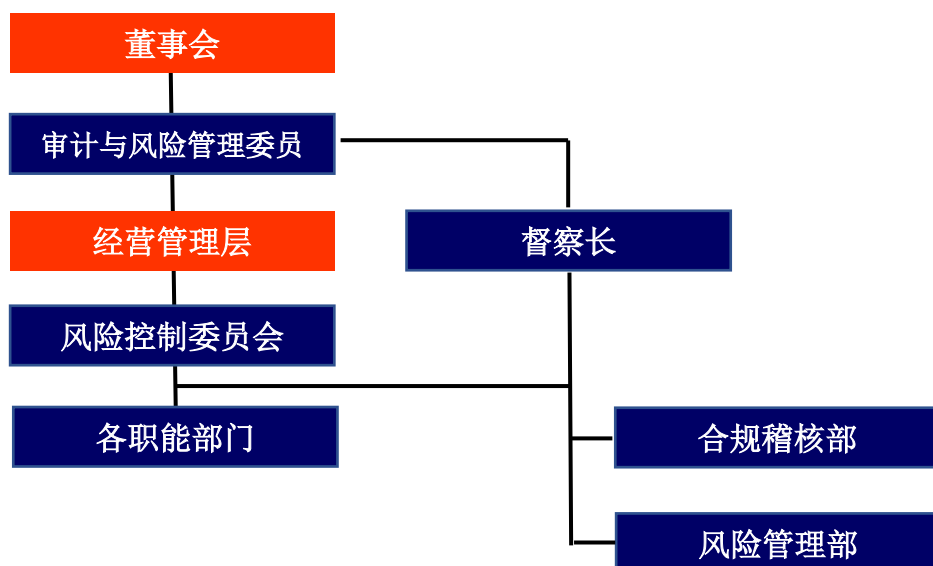 董事会
审计与风险管理委员
经营管理层
督察长
风险控制委员会
各职能部门
合规稽核部
风险管理部